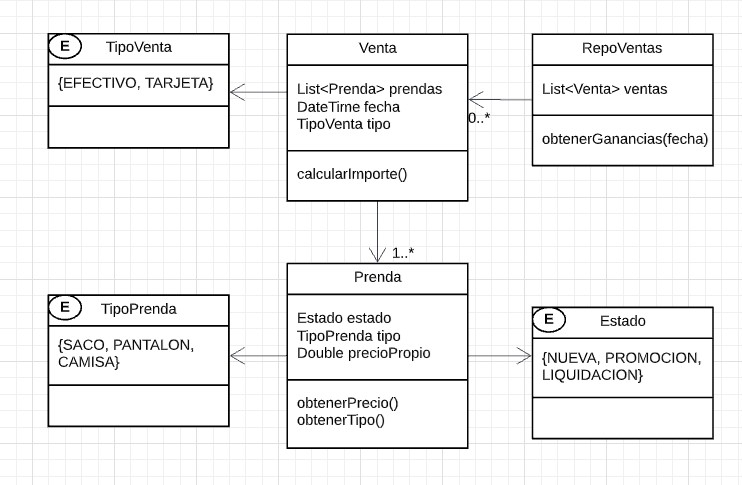 E
TipoVenta
{EFECTIVO, TARJETA}
Venta
List<Prenda> prendas
DateTime fecha
TipoVenta tipo
calcularImporte()
RepoVentas
List<Venta> ventas
obtenerGanancias(fecha)
0..*
1..*
E
TipoPrenda
{SACO, PANTALON,
CAMISA}
Prenda
Estado estado
TipoPrenda tipo
Double precioPropio
obtenerPrecio()
obtenerTipo()
E
Estado
{NUEVA, PROMOCION,
LIQUIDACION}